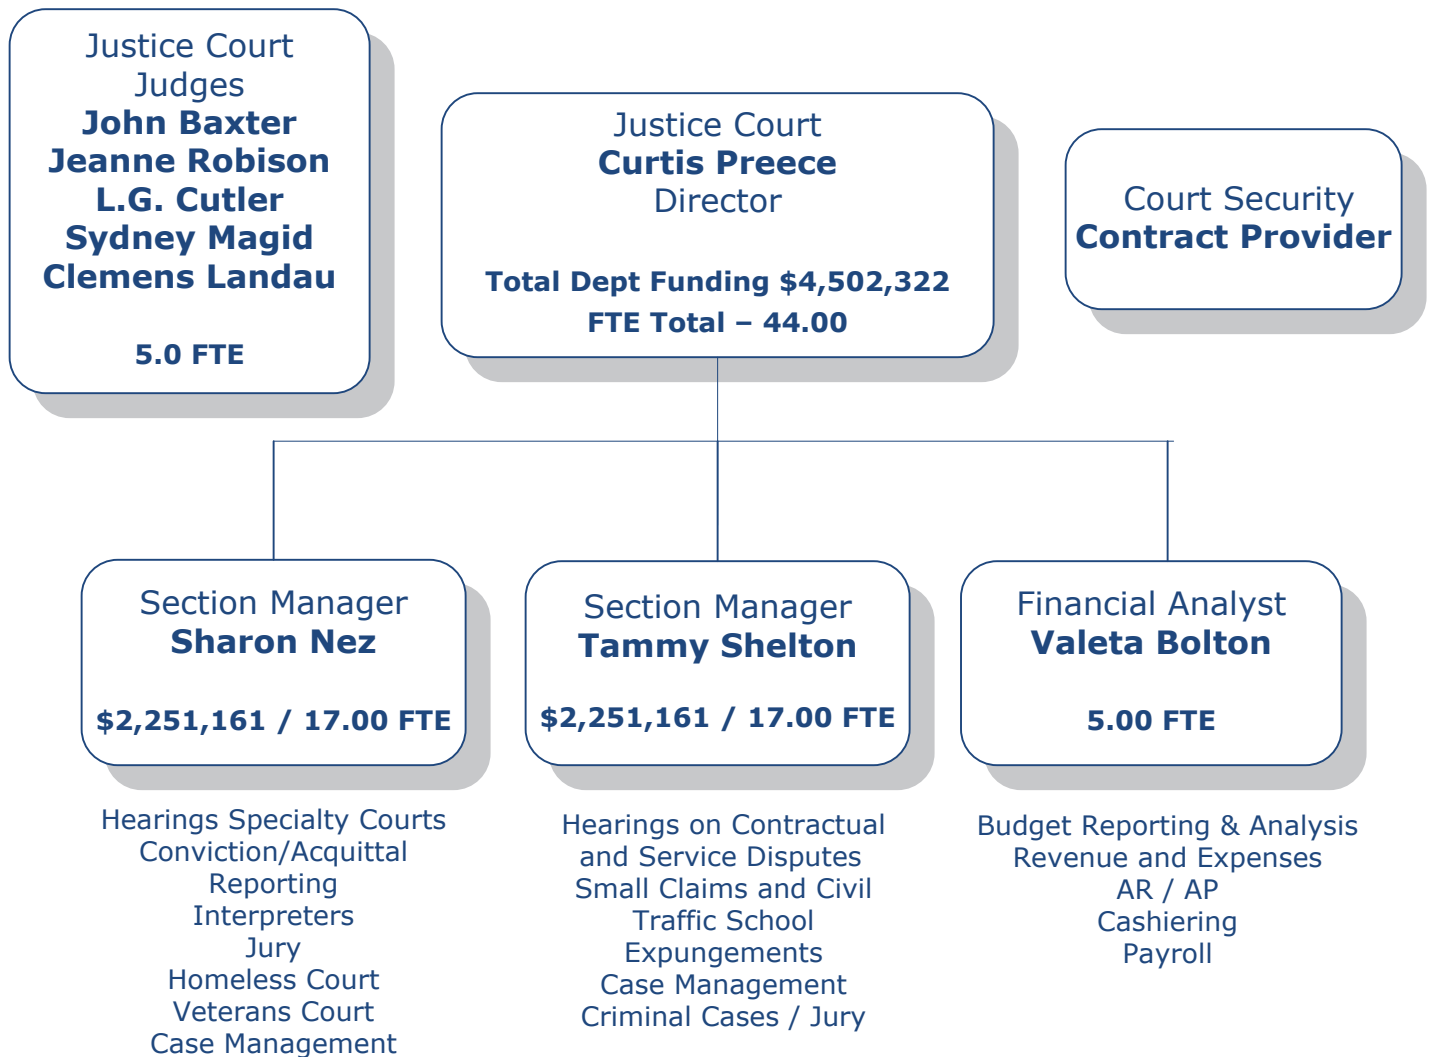 Justice Court
Judges
John Baxter
Jeanne Robison
L.G. Cutler
Sydney Magid
Clemens Landau
5.0 FTE
Justice Court
Curtis Preece
Director
Total Dept Funding $4,502,322
FTE Total – 44.00
Court Security
Contract Provider
Section Manager
Sharon Nez
$2,251,161 / 17.00 FTE
Hearings Specialty Courts
Conviction/Acquittal
Reporting
Interpreters
Jury
Homeless Court
Veterans Court
Case Management
Section Manager
Tammy Shelton
$2,251,161 / 17.00 FTE
Hearings on Contractual
and Service Disputes
Small Claims and Civil
Traffic School
Expungements
Case Management
Criminal Cases / Jury
Financial Analyst
Valeta Bolton
5.00 FTE
Budget Reporting & Analysis
Revenue and Expenses
AR / AP
Cashiering
Payroll